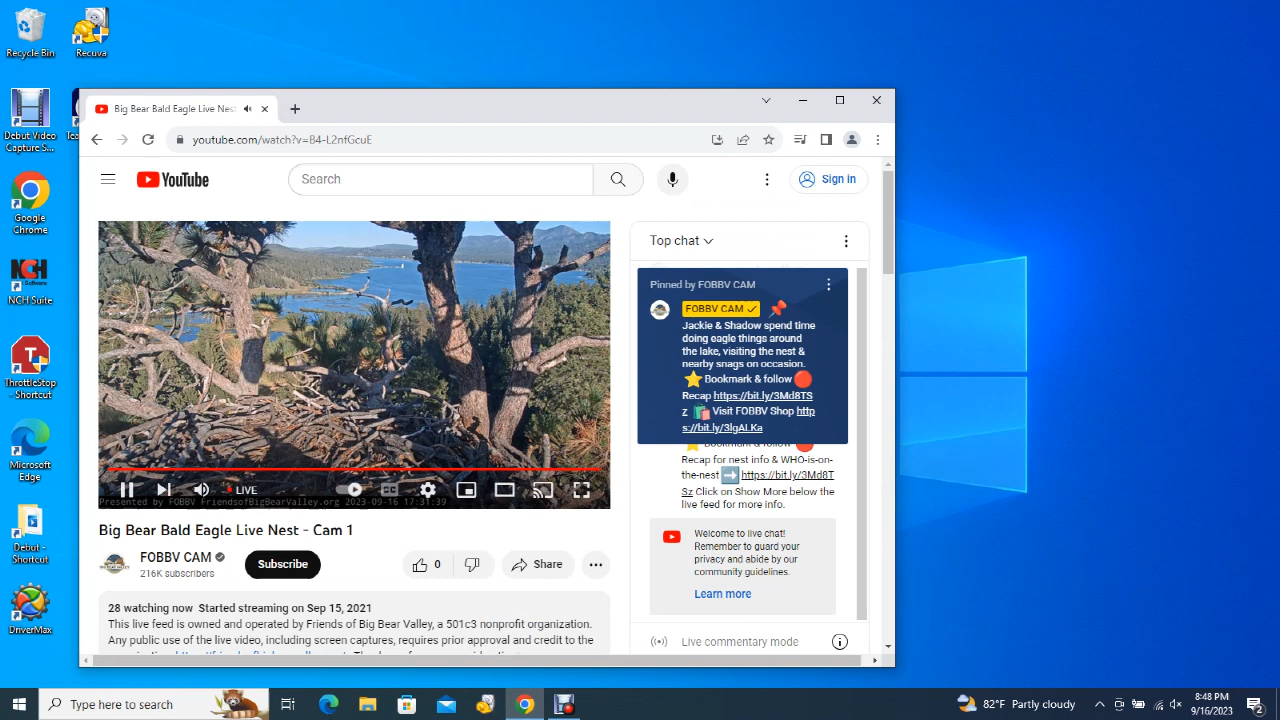 Recycle Bin
Recuva
Debut Video
Capture S...
Google
Chrome
NCH
Software
NCH Suite
ThrottleStop
- Shortcut
Microsoft
Edge
Debut -
Shortcut
DriverMax
Big Bear Bald Eagle Live Nest
youtube.com/watch?v=B4-L2nfGcuE
YouTube
Search
Sign in
LIVE
Presented by FOBBV FriendsofBigBearValley.org 2023-09-16 17:31:39
Big Bear Bald Eagle Live Nest - Cam 1
FOBBV CAM
216K subscribers
Subscribe
0
Share
28 watching now Started streaming on Sep 15, 2021
This live feed is owned and operated by Friends of Big Bear Valley, a 501c3 nonprofit organization.
Any public use of the live video, including screen captures, requires prior approval and credit to the
Top chat
Pinned by FOBBV CAM
FOBBV CAM
Jackie & Shadow spend time
doing eagle things around
the lake, visiting the nest &
nearby snags on occasion.
Bookmark & follow
Recap https://bit.ly/3Md8TS
z Visit FOBBV Shop http
s://bit.ly/3lgALKa
Bookmark & follow
Recap for nest info & WHO-is-on-
the-nest https://bit.ly/3Md8T
Sz Click on Show More below the
live feed for more info.
Welcome to live chat!
Remember to guard your
privacy and abide by our
community guidelines.
Learn more
Live commentary mode
Type here to search
82°F Partly cloudy
8:48 PM
9/16/2023
2